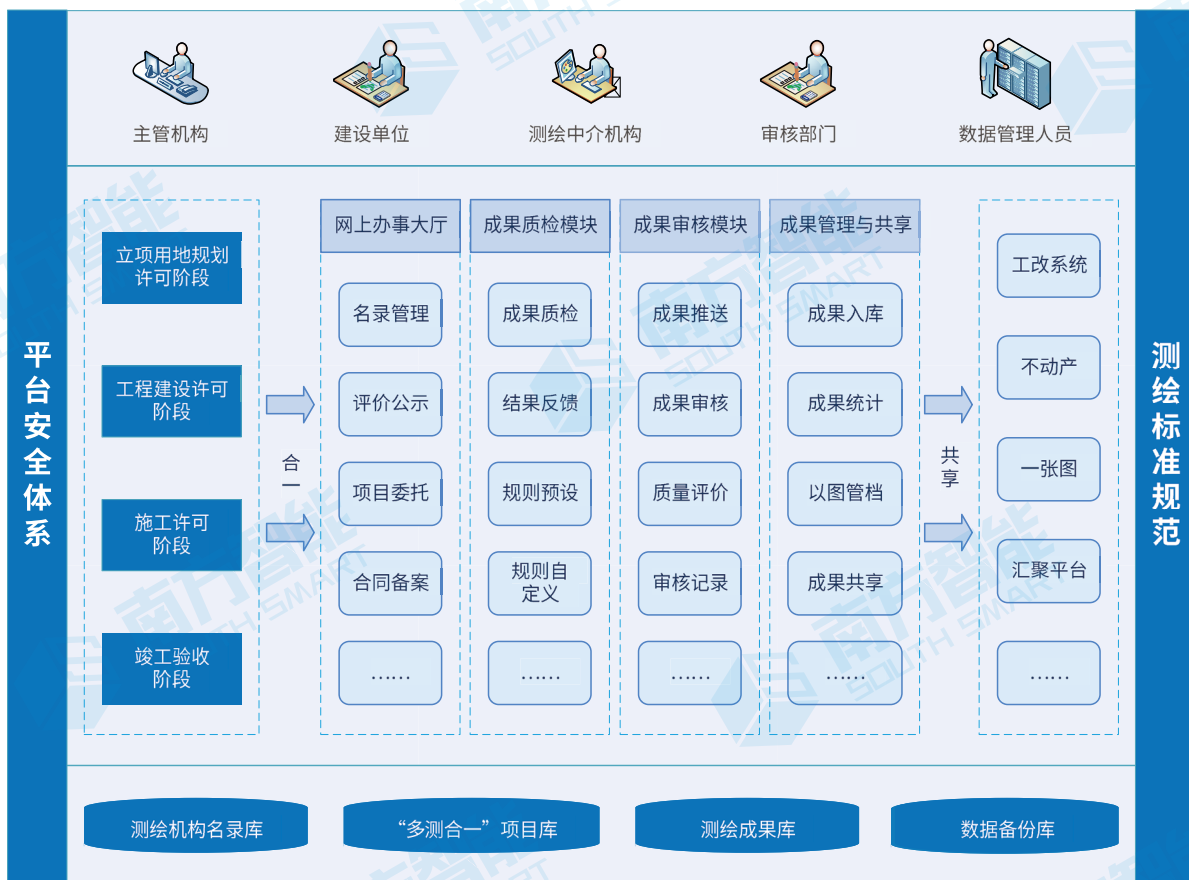 主管机构
建设单位
测绘中介机构
审核部门
数据管理人员
平台安全体系
立项用地规划
许可阶段
工程建设许可
阶段
施工许可
阶段
竣工验收
阶段
合一
网上办事大厅
名录管理
评价公示
项目委托
合同备案
……
成果质检模块
成果质检
结果反馈
规则预设
规则自
定义
……
成果审核模块
成果推送
成果审核
质量评价
审核记录
……
成果管理与共享
成果入库
成果统计
以图管档
成果共享
……
共享
工改系统
不动产
一张图
汇聚平台
……
测绘标准规范
测绘机构名录库
“多测合一”项目库
测绘成果库
数据备份库
南方智能
SOUTH SMART